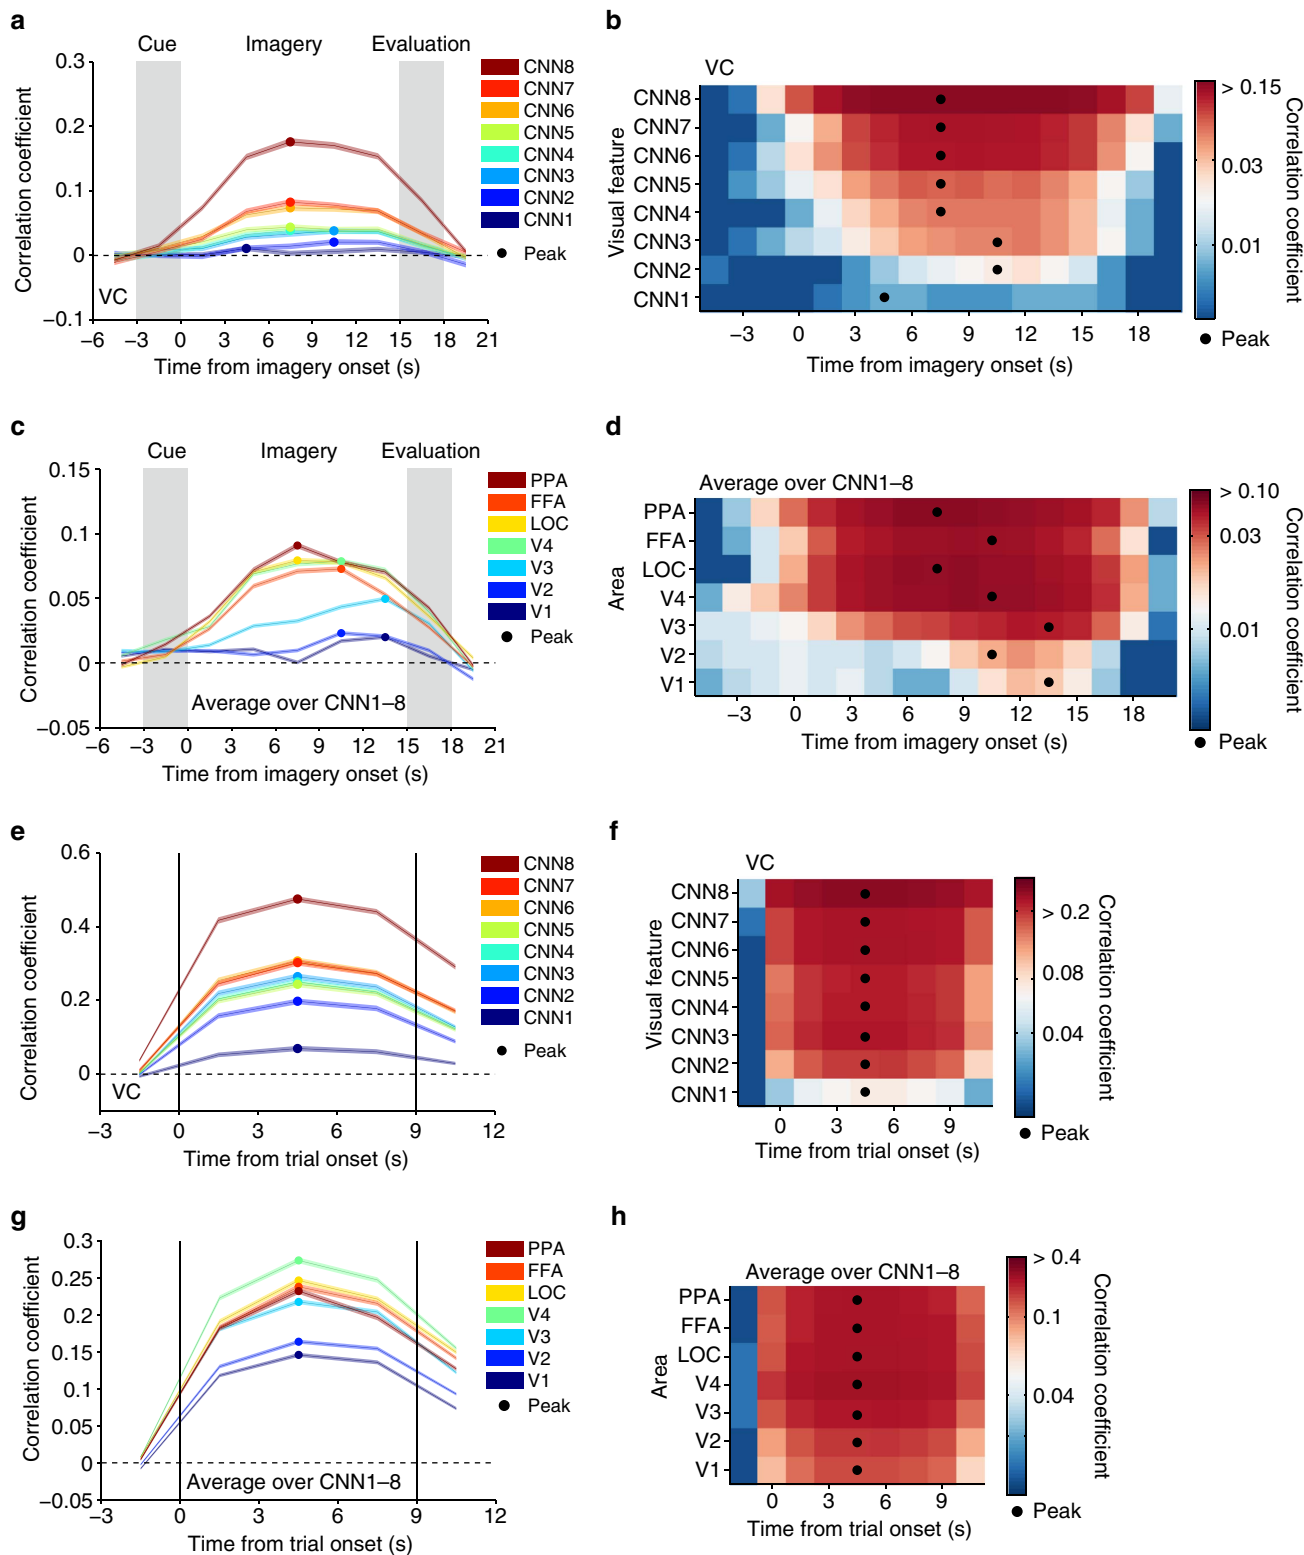 a
Cue Imagery Evaluation
0.3
0.2
0.1
0
−0.1
Correlation coefficient
VC
−6 −3 0 3 6 9 12 15 18 21
Time from imagery onset (s)
CNN8
CNN7
CNN6
CNN5
CNN4
CNN3
CNN2
CNN1
Peak
b
VC
Visual feature
CNN8
CNN7
CNN6
CNN5
CNN4
CNN3
CNN2
CNN1
−3 0 3 6 9 12 15 18
Time from imagery onset (s)
> 0.15
0.03
0.01
Correlation coefficient
Peak
c
Cue Imagery Evaluation
0.15
0.1
0.05
0
−0.05
Correlation coefficient
Average over CNN1–8
−6 −3 0 3 6 9 12 15 18 21
Time from imagery onset (s)
PPA
FFA
LOC
V4
V3
V2
V1
Peak
d
Average over CNN1–8
Area
PPA
FFA
LOC
V4
V3
V2
V1
−3 0 3 6 9 12 15 18
Time from imagery onset (s)
> 0.10
0.03
0.01
Correlation coefficient
Peak
e
0.6
0.4
0.2
0
Correlation coefficient
VC
−3 0 3 6 9 12
Time from trial onset (s)
CNN8
CNN7
CNN6
CNN5
CNN4
CNN3
CNN2
CNN1
Peak
f
VC
Visual feature
CNN8
CNN7
CNN6
CNN5
CNN4
CNN3
CNN2
CNN1
0 3 6 9
Time from trial onset (s)
> 0.2
0.08
0.04
Correlation coefficient
Peak
g
0.3
0.25
0.2
0.15
0.1
0.05
0
−0.05
Correlation coefficient
Average over CNN1–8
−3 0 3 6 9 12
Time from trial onset (s)
PPA
FFA
LOC
V4
V3
V2
V1
Peak
h
Average over CNN1–8
Area
PPA
FFA
LOC
V4
V3
V2
V1
0 3 6 9
Time from trial onset (s)
> 0.4
0.1
0.04
Correlation coefficient
Peak